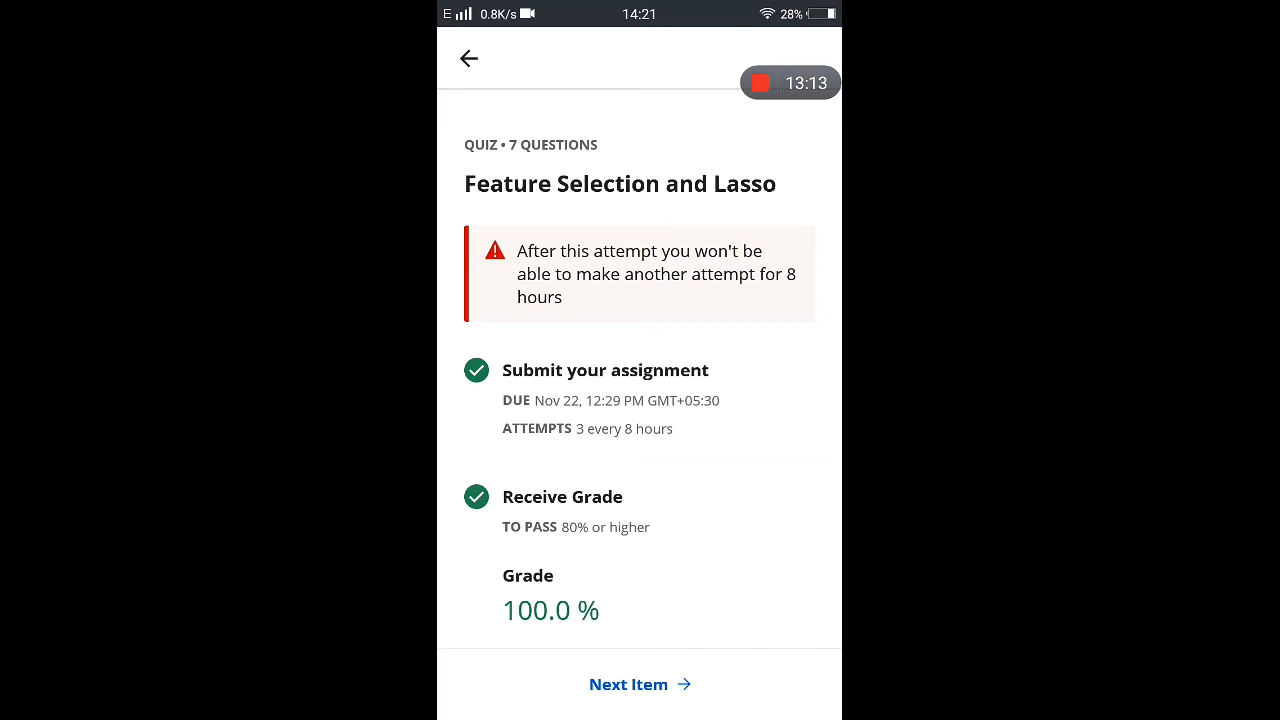 E 0.8K/s 14:21 28%
13:13
QUIZ • 7 QUESTIONS
Feature Selection and Lasso
After this attempt you won't be
able to make another attempt for 8
hours
Submit your assignment
DUE Nov 22, 12:29 PM GMT+05:30
ATTEMPTS 3 every 8 hours
Receive Grade
TO PASS 80% or higher
Grade
100.0 %
Next Item